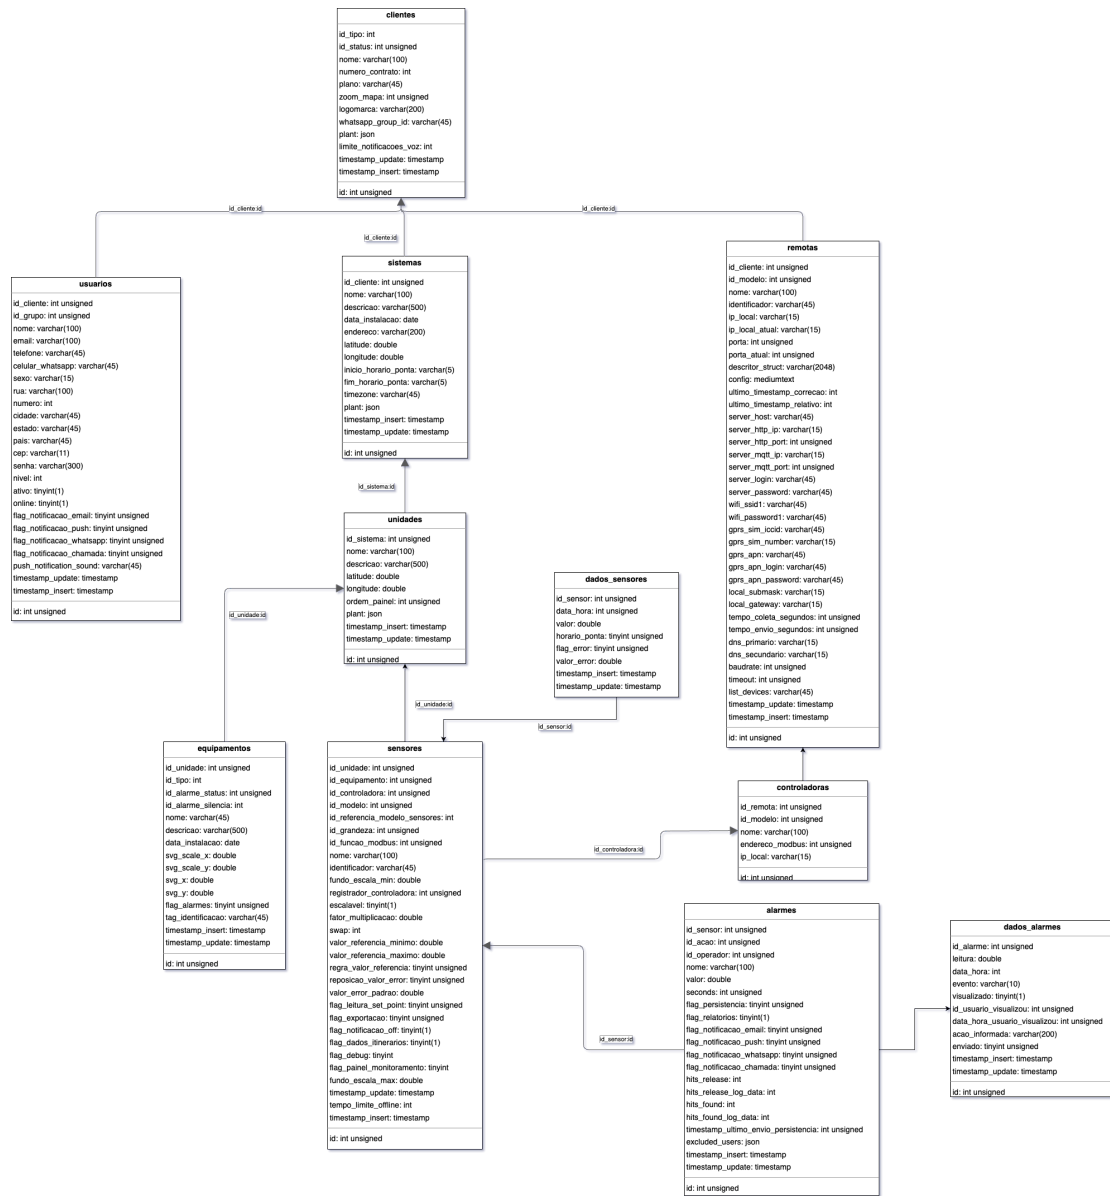 clientes
id_tipo: int
id_status: int unsigned
nome: varchar(100)
numero_contrato: int
plano: varchar(45)
zoom_mapa: int unsigned
logomarca: varchar(200)
whatsapp_group_id: varchar(45)
plant: json
limite_notificacoes_voz: int
timestamp_update: timestamp
timestamp_insert: timestamp
id: int unsigned
id_cliente:id
id_cliente:id
id_cliente:id
usuarios
id_cliente: int unsigned
id_grupo: int unsigned
nome: varchar(100)
email: varchar(100)
telefone: varchar(45)
celular_whatsapp: varchar(45)
sexo: varchar(15)
rua: varchar(100)
numero: int
cidade: varchar(45)
estado: varchar(45)
pais: varchar(45)
cep: varchar(11)
senha: varchar(300)
nivel: int
ativo: tinyint(1)
online: tinyint(1)
flag_notificacao_email: tinyint unsigned
flag_notificacao_push: tinyint unsigned
flag_notificacao_whatsapp: tinyint unsigned
flag_notificacao_chamada: tinyint unsigned
push_notification_sound: varchar(45)
timestamp_update: timestamp
timestamp_insert: timestamp
id: int unsigned
sistemas
id_cliente: int unsigned
nome: varchar(100)
descricao: varchar(500)
data_instalacao: date
endereco: varchar(200)
latitude: double
longitude: double
inicio_horario_ponta: varchar(5)
fim_horario_ponta: varchar(5)
timezone: varchar(45)
plant: json
timestamp_insert: timestamp
timestamp_update: timestamp
id: int unsigned
remotas
id_cliente: int unsigned
id_modelo: int unsigned
nome: varchar(100)
identificador: varchar(45)
ip_local: varchar(15)
ip_local_atual: varchar(15)
porta: int unsigned
porta_atual: int unsigned
descritor_struct: varchar(2048)
config: mediumtext
ultimo_timestamp_correcao: int
ultimo_timestamp_relativo: int
server_host: varchar(45)
server_http_ip: varchar(15)
server_http_port: int unsigned
server_mqtt_ip: varchar(15)
server_mqtt_port: int unsigned
server_login: varchar(45)
server_password: varchar(45)
wifi_ssid1: varchar(45)
wifi_password1: varchar(45)
gprs_sim_iccid: varchar(45)
gprs_sim_number: varchar(15)
gprs_apn: varchar(45)
gprs_apn_login: varchar(45)
gprs_apn_password: varchar(45)
local_submask: varchar(15)
local_gateway: varchar(15)
tempo_coleta_segundos: int unsigned
tempo_envio_segundos: int unsigned
dns_primario: varchar(15)
dns_secundario: varchar(15)
baudrate: int unsigned
timeout: int unsigned
list_devices: varchar(45)
timestamp_update: timestamp
timestamp_insert: timestamp
id: int unsigned
id_sistema:id
unidades
id_sistema: int unsigned
nome: varchar(100)
descricao: varchar(500)
latitude: double
longitude: double
ordem_painel: int unsigned
plant: json
timestamp_insert: timestamp
timestamp_update: timestamp
id: int unsigned
dados_sensores
id_sensor: int unsigned
data_hora: int unsigned
valor: double
horario_ponta: tinyint unsigned
flag_error: tinyint unsigned
valor_error: double
timestamp_insert: timestamp
timestamp_update: timestamp
id_unidade:id
id_unidade:id
id_sensor:id
equipamentos
id_unidade: int unsigned
id_tipo: int
id_alarme_status: int unsigned
id_alarme_silencia: int
nome: varchar(45)
descricao: varchar(500)
data_instalacao: date
svg_scale_x: double
svg_scale_y: double
svg_x: double
svg_y: double
flag_alarmes: tinyint unsigned
tag_identificacao: varchar(45)
timestamp_insert: timestamp
timestamp_update: timestamp
id: int unsigned
sensores
id_unidade: int unsigned
id_equipamento: int unsigned
id_controladora: int unsigned
id_modelo: int unsigned
id_referencia_modelo_sensores: int
id_grandeza: int unsigned
id_funcao_modbus: int unsigned
nome: varchar(100)
identificador: varchar(45)
fundo_escala_min: double
registrador_controladora: int unsigned
escalavel: tinyint(1)
fator_multiplicacao: double
swap: int
valor_referencia_minimo: double
valor_referencia_maximo: double
regra_valor_referencia: tinyint unsigned
reposicao_valor_error: tinyint unsigned
valor_error_padrao: double
flag_leitura_set_point: tinyint unsigned
flag_exportacao: tinyint unsigned
flag_notificacao_off: tinyint(1)
flag_dados_itinerarios: tinyint(1)
flag_debug: tinyint
flag_painel_monitoramento: tinyint
fundo_escala_max: double
timestamp_update: timestamp
tempo_limite_offline: int
timestamp_insert: timestamp
id: int unsigned
controladoras
id_remota: int unsigned
id_modelo: int unsigned
nome: varchar(100)
endereco_modbus: int unsigned
ip_local: varchar(15)
id: int unsigned
id_controladora:id
alarmes
id_sensor: int unsigned
id_acao: int unsigned
id_operador: int unsigned
nome: varchar(100)
valor: double
seconds: int unsigned
flag_persistencia: tinyint unsigned
flag_relatorios: tinyint(1)
flag_notificacao_email: tinyint unsigned
flag_notificacao_push: tinyint unsigned
flag_notificacao_whatsapp: tinyint unsigned
flag_notificacao_chamada: tinyint unsigned
hits_release: int
hits_release_log_data: int
hits_found: int
hits_found_log_data: int
timestamp_ultimo_envio_persistencia: int unsigned
excluded_users: json
timestamp_insert: timestamp
timestamp_update: timestamp
id: int unsigned
id_sensor:id
dados_alarmes
id_alarme: int unsigned
leitura: double
data_hora: int
evento: varchar(10)
visualizado: tinyint(1)
id_usuario_visualizou: int unsigned
data_hora_usuario_visualizou: int unsigned
acao_informada: varchar(200)
enviado: tinyint unsigned
timestamp_insert: timestamp
timestamp_update: timestamp
id: int unsigned